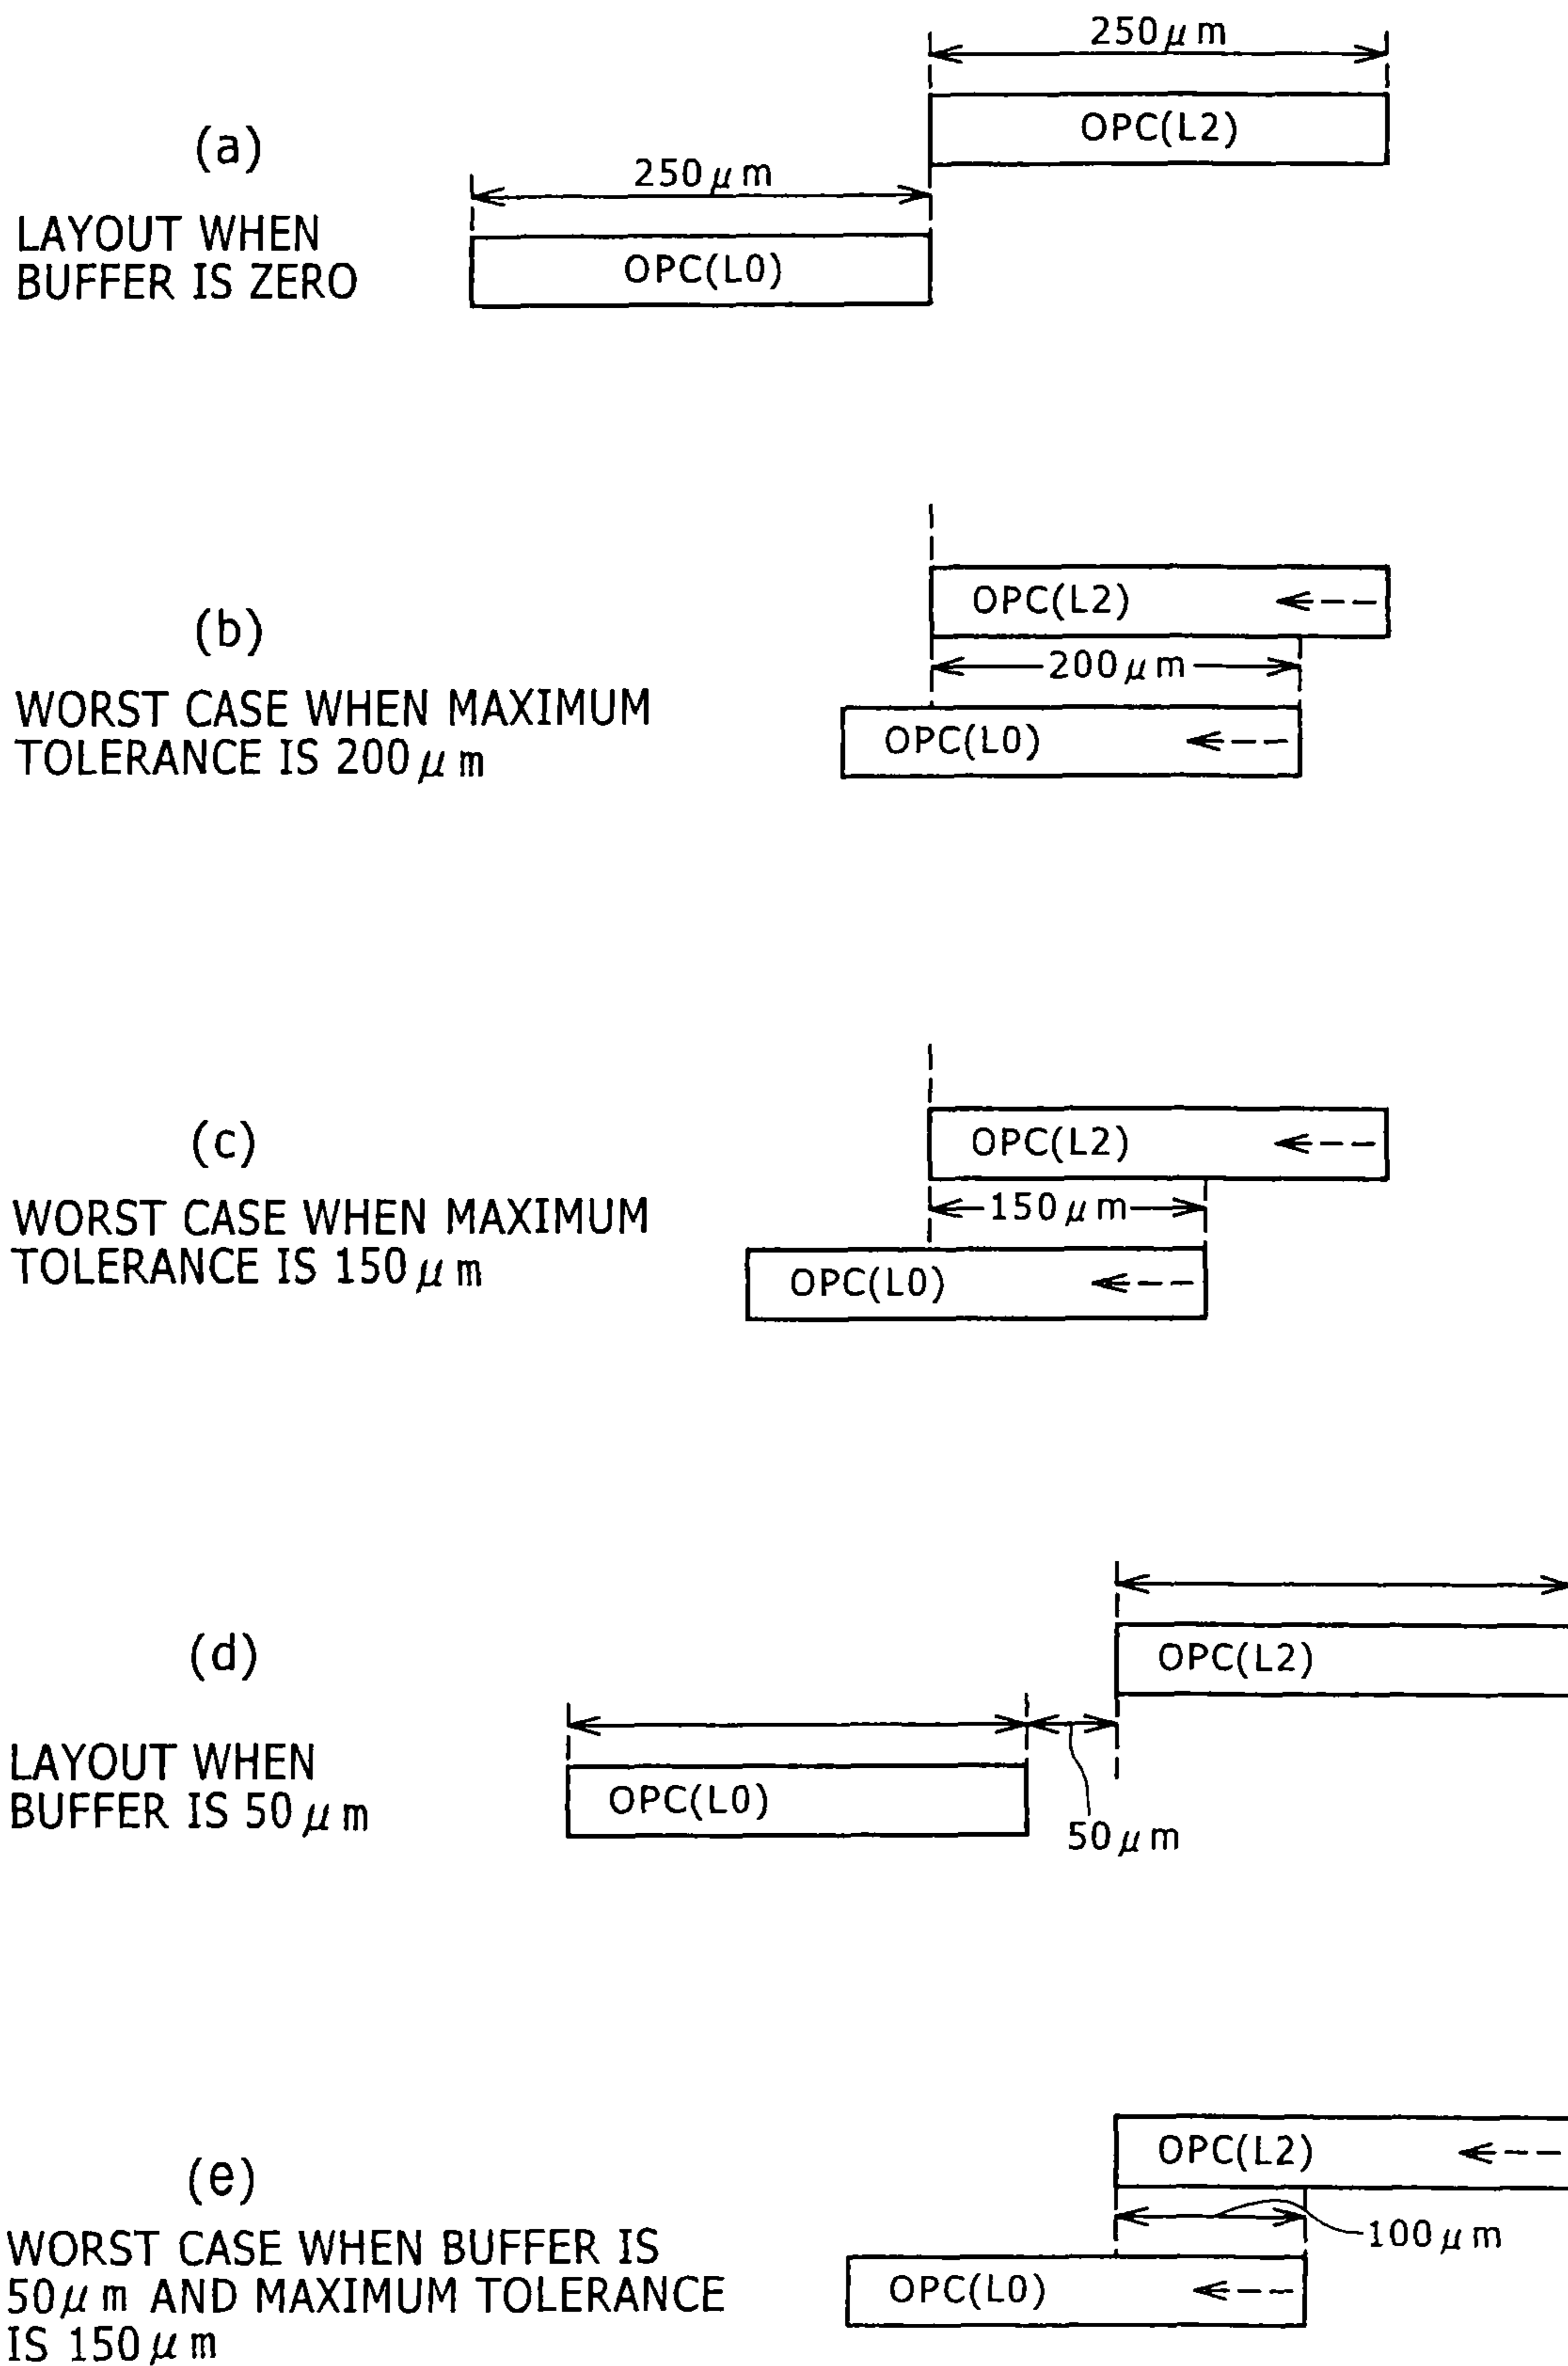 250μm
OPC(L2)
(a)
250μm
LAYOUT WHEN
BUFFER IS ZERO
OPC(L0)
OPC(L2)
(b)
200μm
WORST CASE WHEN MAXIMUM
TOLERANCE IS 200μm
OPC(L0)
OPC(L2)
(c)
150μm
WORST CASE WHEN MAXIMUM
TOLERANCE IS 150μm
OPC(L0)
OPC(L2)
(d)
LAYOUT WHEN
BUFFER IS 50μm
OPC(L0)
50μm
OPC(L2)
(e)
100μm
WORST CASE WHEN BUFFER IS
50μm AND MAXIMUM TOLERANCE
IS 150μm
OPC(L0)